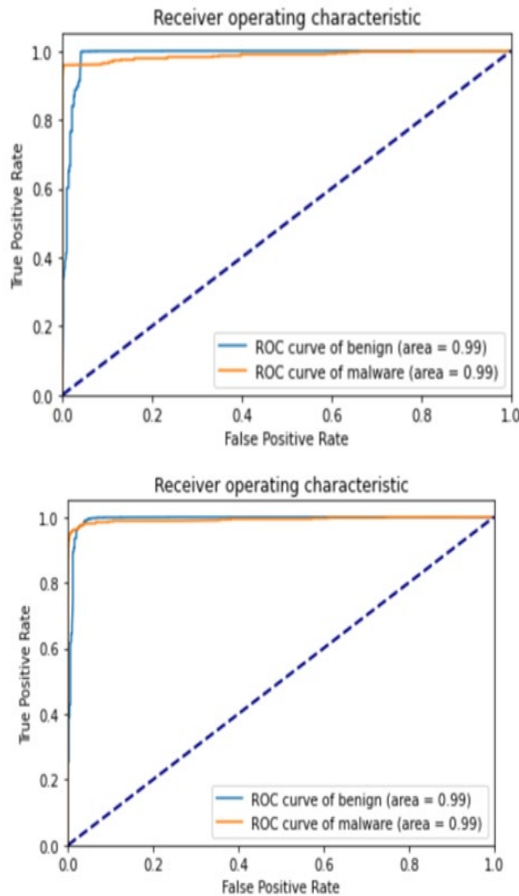 Receiver operating characteristic
1.0
0.8
0.6
0.4
0.2
0.0
True Positive Rate
ROC curve of benign (area = 0.99)
ROC curve of malware (area = 0.99)
0.0 0.2 0.4 0.6 0.8 1.0
False Positive Rate
Receiver operating characteristic
1.0
0.8
0.6
0.4
0.2
0.0
True Positive Rate
ROC curve of benign (area = 0.99)
ROC curve of malware (area = 0.99)
0.0 0.2 0.4 0.6 0.8 1.0
False Positive Rate